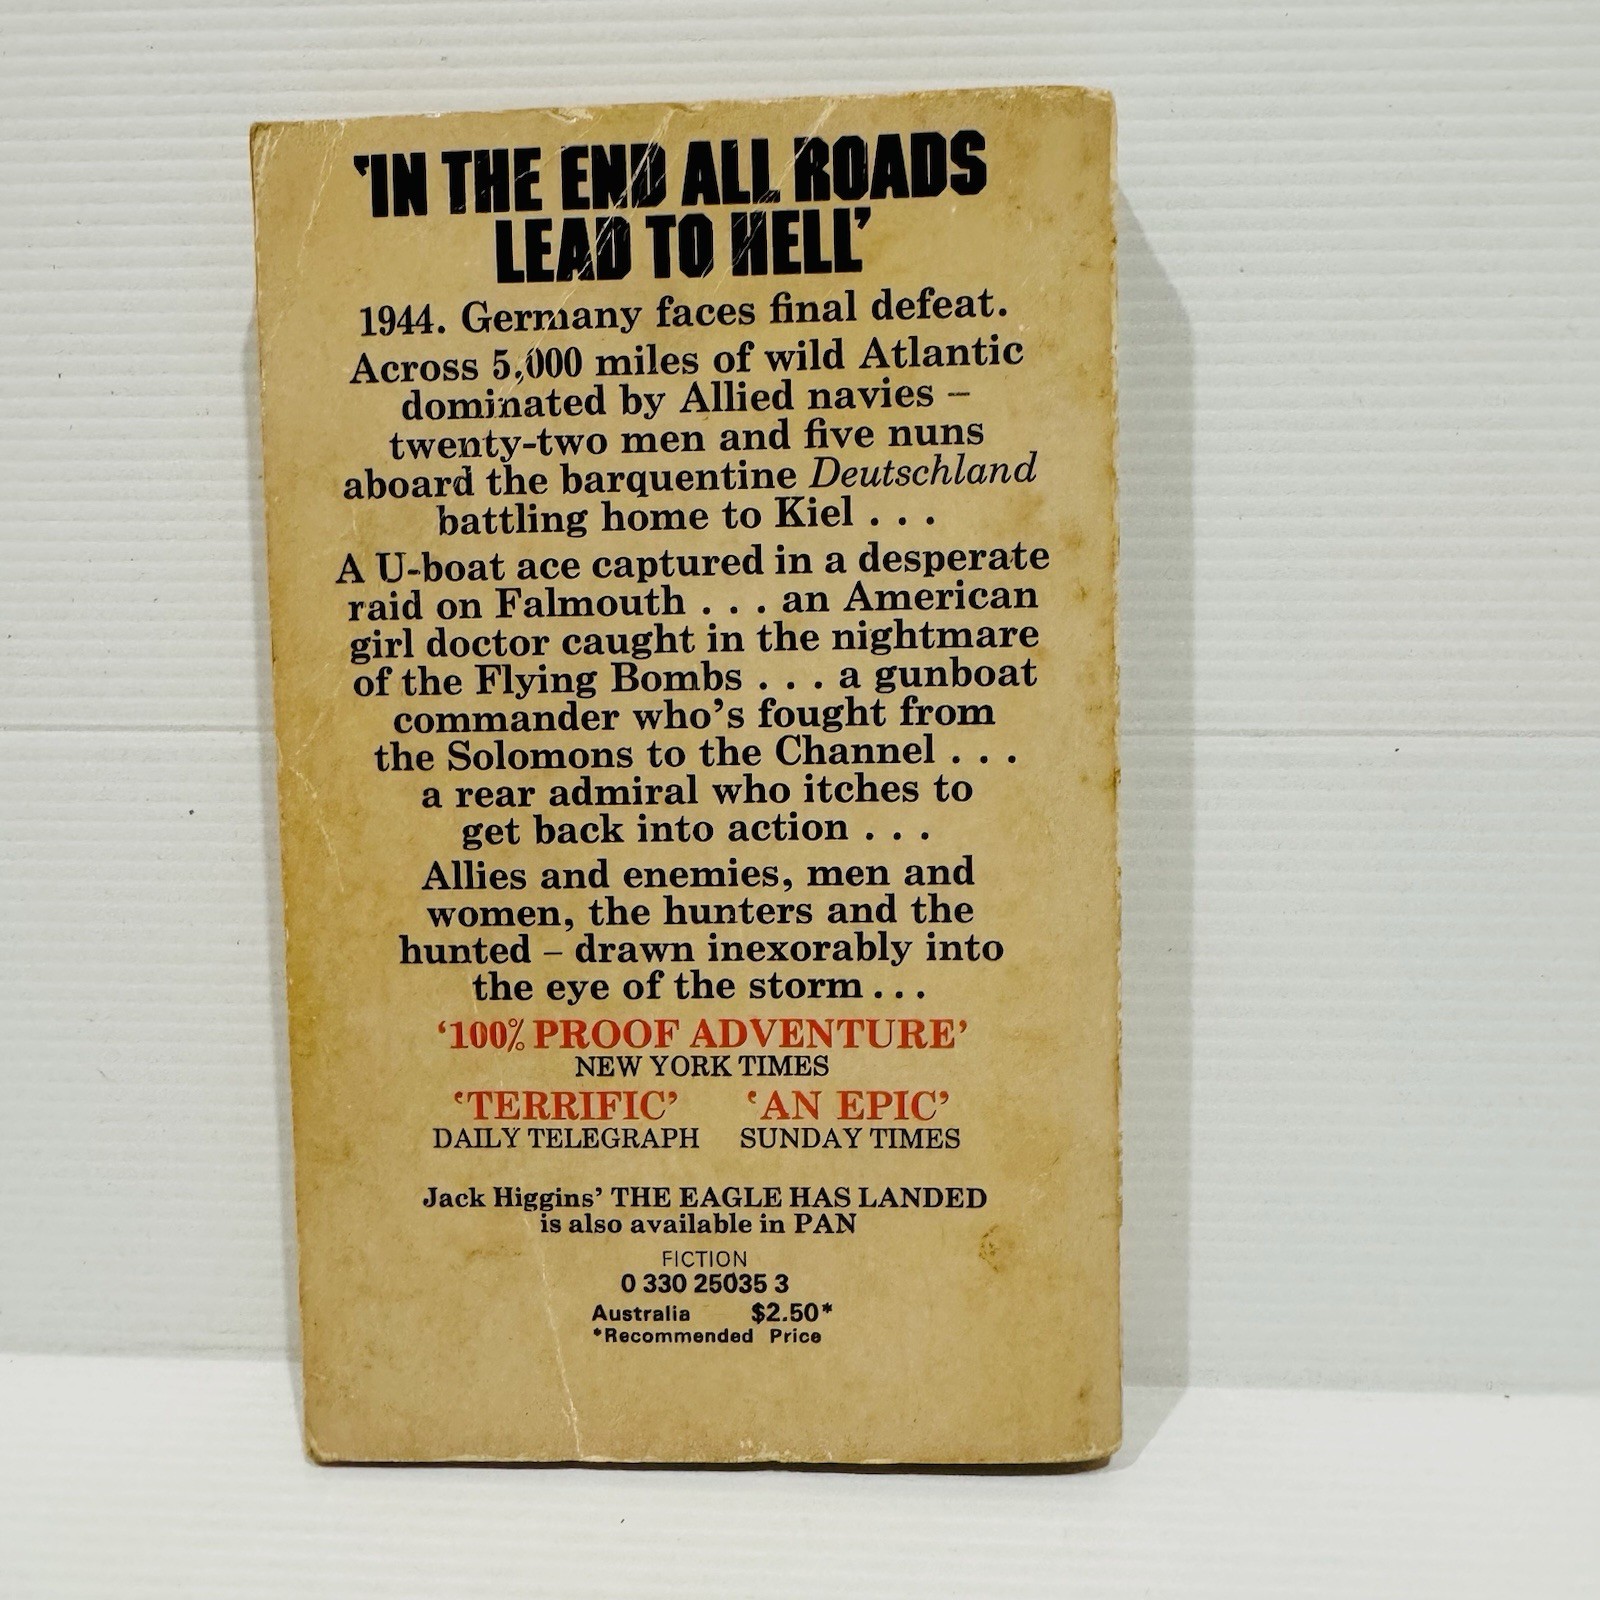 'IN THE END ALL ROADS
LEAD TO HELL'
1944. Germany faces final defeat.
Across 5,000 miles of wild Atlantic
dominated by Allied navies –
twenty-two men and five nuns
aboard the barquentine Deutschland
battling home to Kiel . . .
A U-boat ace captured in a desperate
raid on Falmouth . . . an American
girl doctor caught in the nightmare
of the Flying Bombs . . . a gunboat
commander who's fought from
the Solomons to the Channel . . .
a rear admiral who itches to
get back into action . . .
Allies and enemies, men and
women, the hunters and the
hunted – drawn inexorably into
the eye of the storm . . .
'100% PROOF ADVENTURE'
NEW YORK TIMES
'TERRIFIC' 'AN EPIC'
DAILY TELEGRAPH SUNDAY TIMES
Jack Higgins' THE EAGLE HAS LANDED
is also available in PAN
FICTION
0 330 25035 3
Australia $2.50*
*Recommended Price